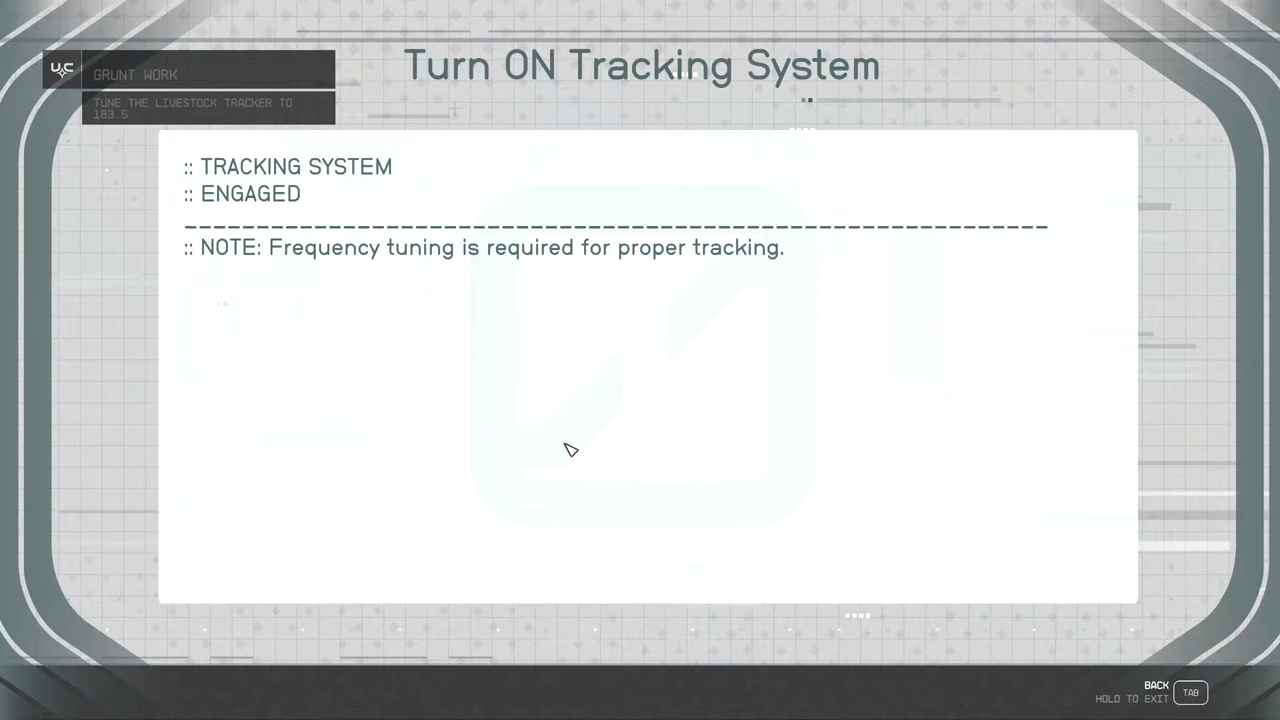 Turn ON Tracking System
UC
GRUNT WORK
TUNE THE LIVESTOCK TRACKER TO
183.5
:: TRACKING SYSTEM
:: ENGAGED
:: NOTE: Frequency tuning is required for proper tracking.
BACK
HOLD TO EXIT
TAB